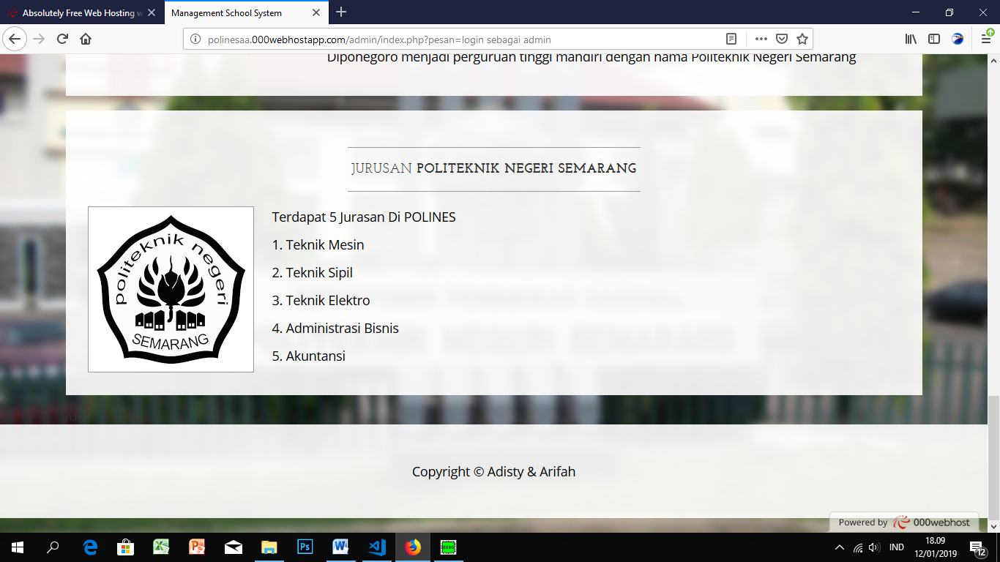 Absolutely Free Web Hosting w
Management School System
polinesaa.000webhostapp.com/admin/index.php?pesan=login sebagai admin
Diponegoro menjadi perguruan tinggi mandiri dengan nama Politeknik Negeri Semarang
JURUSAN POLITEKNIK NEGERI SEMARANG
politeknik negeri
SEMARANG
Terdapat 5 Jurasan Di POLINES
1. Teknik Mesin
2. Teknik Sipil
3. Teknik Elektro
4. Administrasi Bisnis
5. Akuntansi
POLITEKNIK NEGERI SEMARANG
Copyright © Adisty & Arifah
Powered by 000webhost
IND
18.09
12/01/2019
12